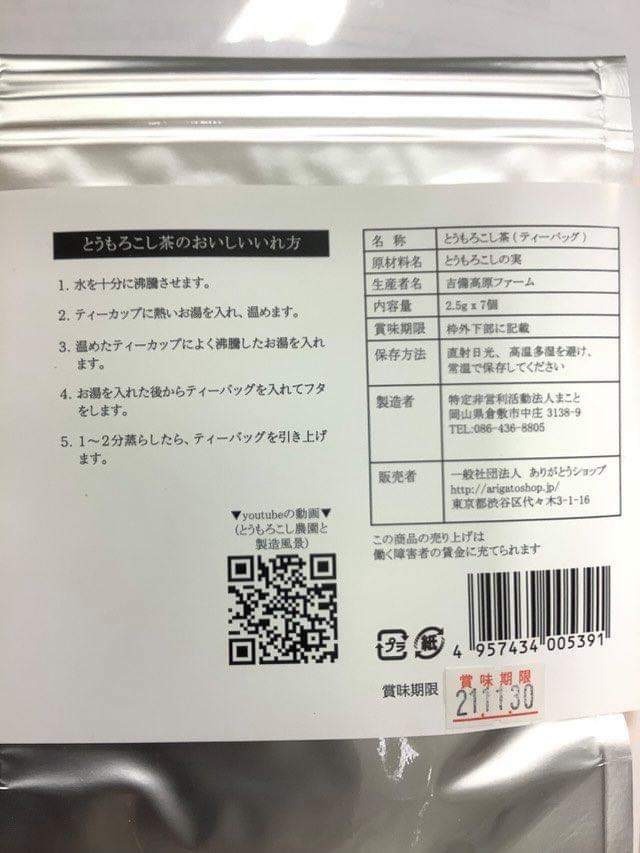 とうもろこし茶のおいしいいれ方
1. 水を十分に沸騰させます。
2. ティーカップに熱いお湯を入れ、温めます。
3. 温めたティーカップによく沸騰したお湯を入れ
ます。
4. お湯を入れた後からティーバッグを入れてフタ
をします。
5. 1～2分蒸らしたら、ティーバッグを引き上げ
ます。
▼youtubeの動画▼
(とうもろこし農園と
製造風景)
名 称 とうもろこし茶(ティーバッグ)
原材料名 とうもろこしの実
生産者名 吉備高原ファーム
内容量 2.5g x 7個
賞味期限 枠外下部に記載
保存方法 直射日光、高温多湿を避け、
常温で保存してください
製造者 特定非営利活動法人まこと
岡山県倉敷市中庄 3138-9
TEL:086-436-8805
販売者 一般社団法人 ありがとうショップ
http://arigatoshop.jp/
東京都渋谷区代々木3-1-16
この商品の売り上げは
働く障害者の賃金に充てられます
プラ 紙
4 957434 005391
賞味期限
賞味期限
21.11.30